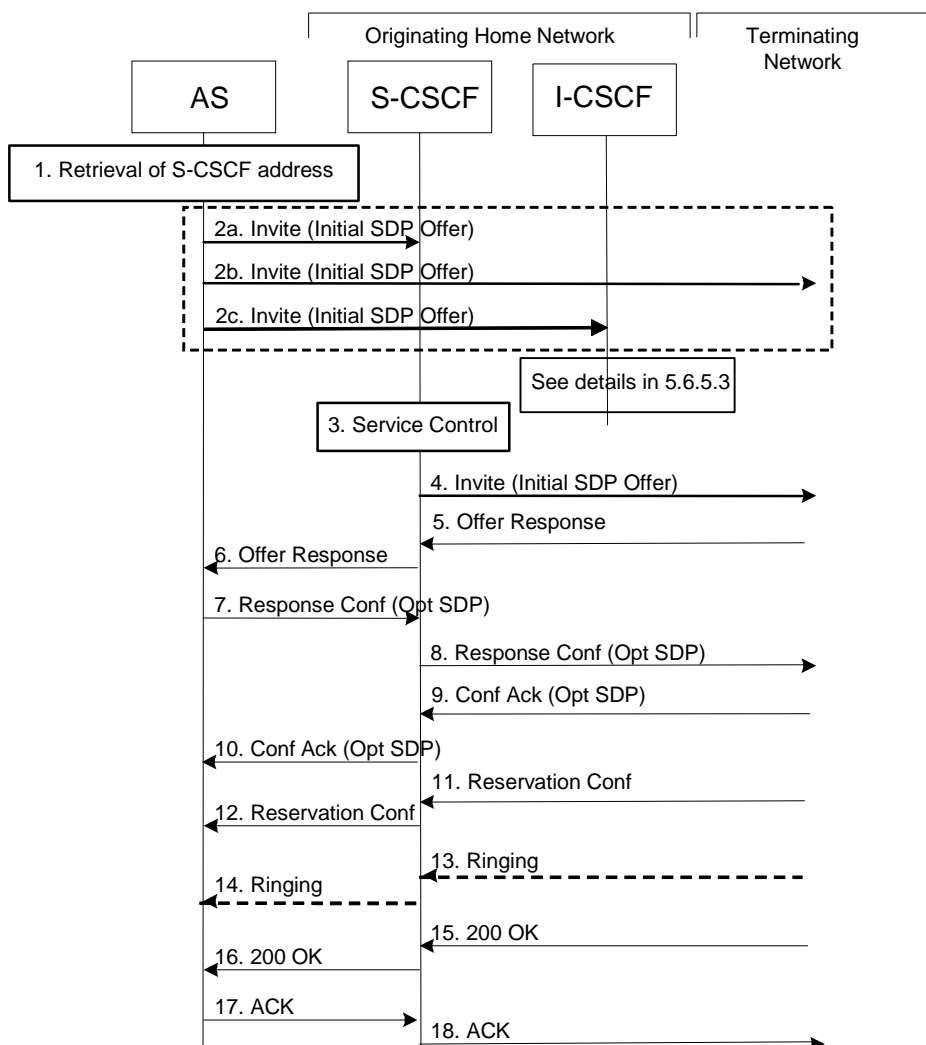 Originating Home Network
Terminating
Network
AS
S-CSCF
I-CSCF
1. Retrieval of S-CSCF address
2a. Invite (Initial SDP Offer)
2b. Invite (Initial SDP Offer)
2c. Invite (Initial SDP Offer)
See details in 5.6.5.3
3. Service Control
4. Invite (Initial SDP Offer)
5. Offer Response
6. Offer Response
7. Response Conf (Opt SDP)
8. Response Conf (Opt SDP)
9. Conf Ack (Opt SDP)
10. Conf Ack (Opt SDP)
11. Reservation Conf
12. Reservation Conf
13. Ringing
14. Ringing
15. 200 OK
16. 200 OK
17. ACK
18. ACK